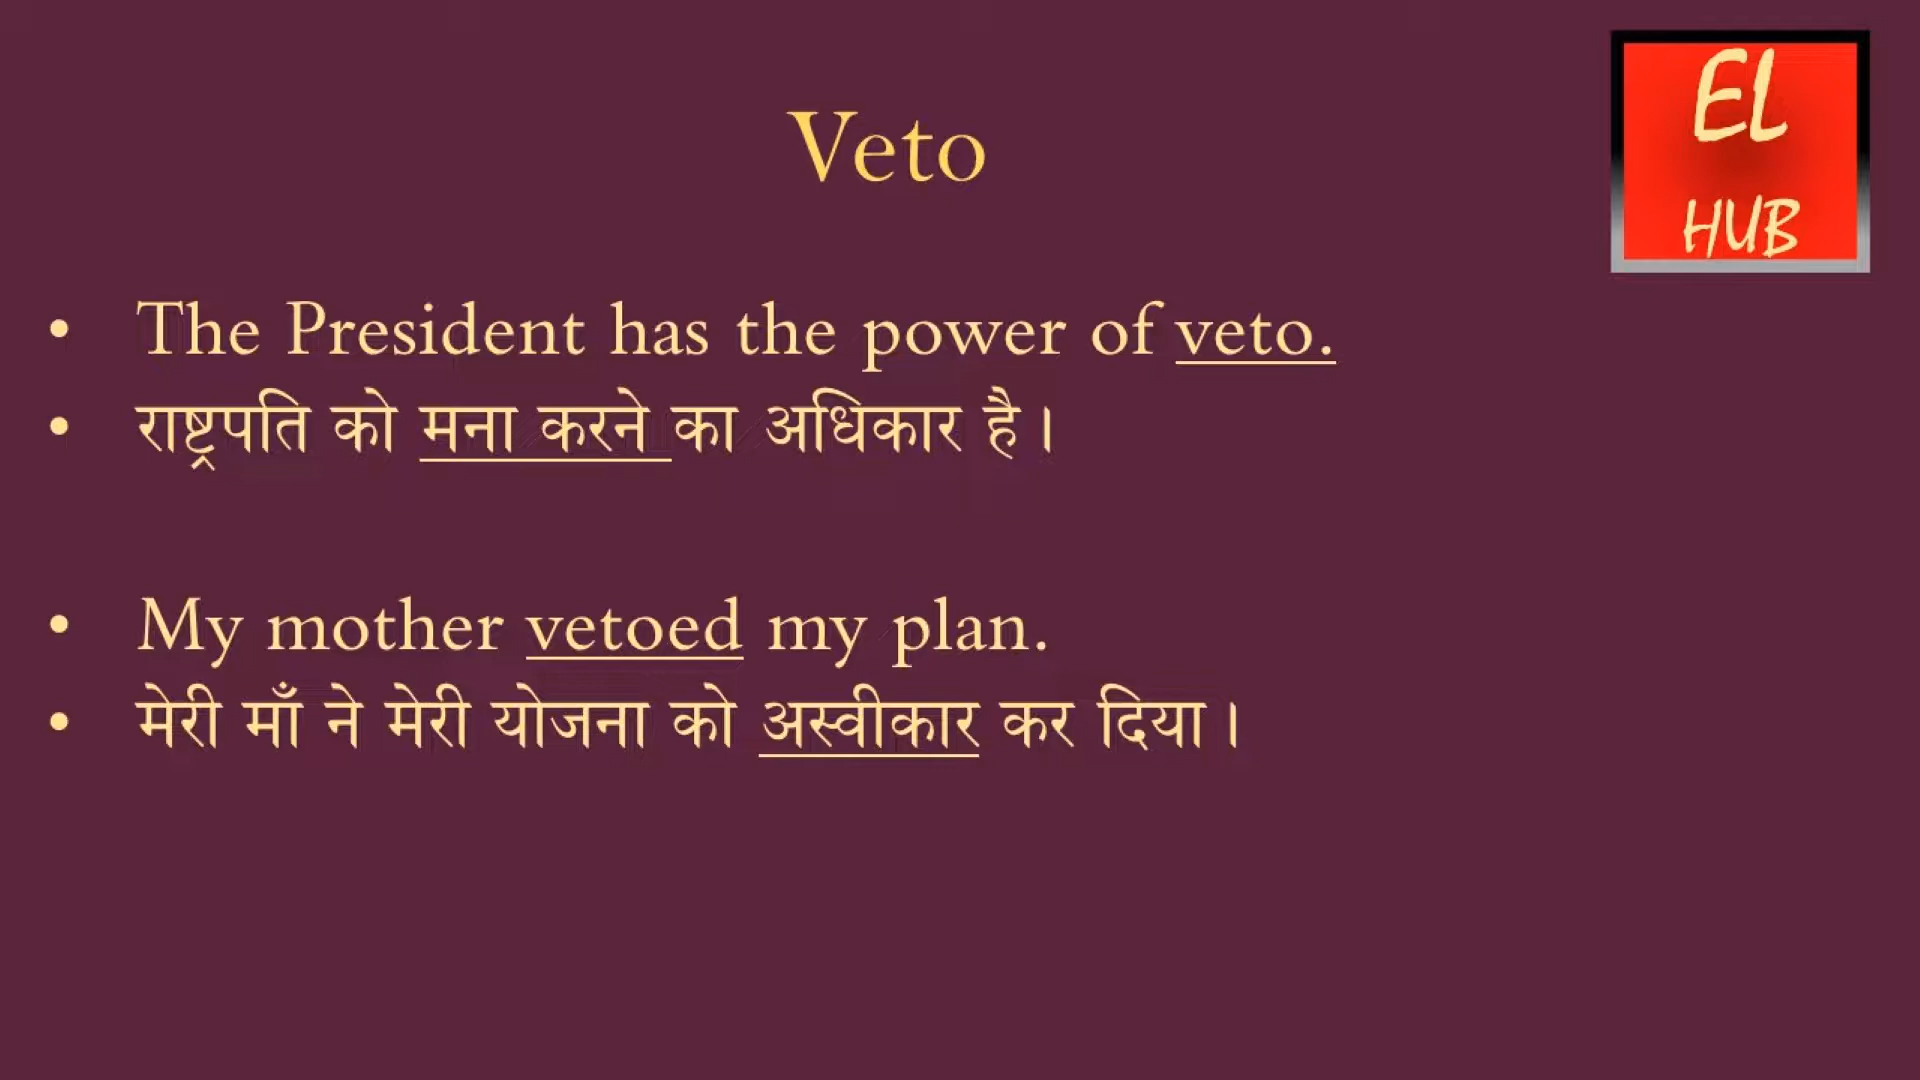 EL
HUB
Veto
• The President has the power of veto.
• राष्ट्रपति को मना करने का अधिकार है।
• My mother vetoed my plan.
• मेरी माँ ने मेरी योजना को अस्वीकार कर दिया।